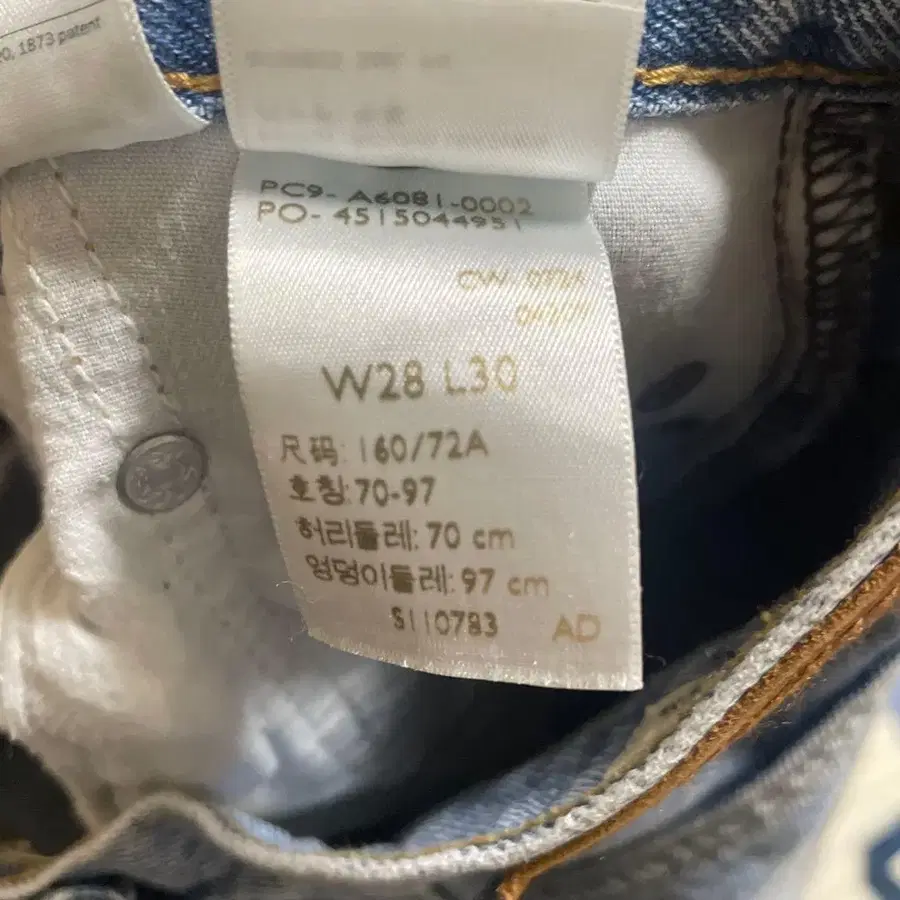 1873 patent
PC9- A6081-0002
PO- 4515044951
W28 L30
尺码: 160/72A
호칭: 70-97
허리둘레: 70 cm
엉덩이둘레: 97 cm
S110783 AD